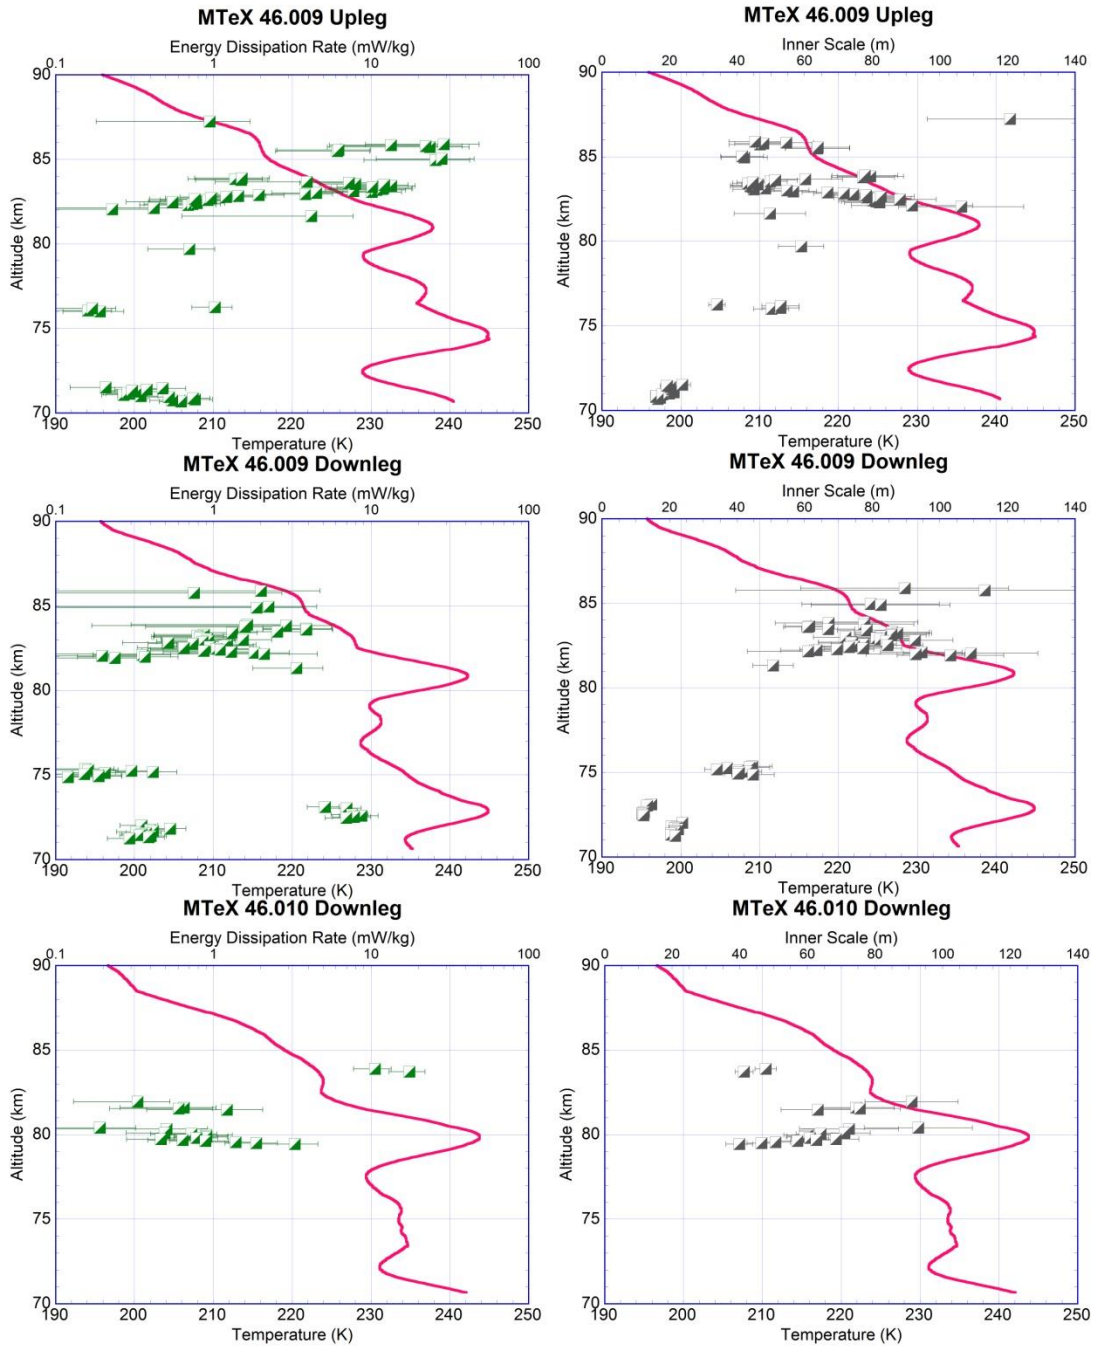 MTeX 46.009 Upleg
Energy Dissipation Rate (mW/kg)
0.1 1 10 100
90
85
80
75
70
Altitude (km)
190 200 210 220 230 240 250
Temperature (K)
MTeX 46.009 Upleg
Inner Scale (m)
0 20 40 60 80 100 120 140
90
85
80
75
70
Altitude (km)
190 200 210 220 230 240 250
Temperature (K)
MTeX 46.009 Downleg
Energy Dissipation Rate (mW/kg)
0.1 1 10 100
90
85
80
75
70
Altitude (km)
190 200 210 220 230 240 250
Temperature (K)
MTeX 46.009 Downleg
Inner Scale (m)
0 20 40 60 80 100 120 140
90
85
80
75
70
Altitude (km)
190 200 210 220 230 240 250
Temperature (K)
MTeX 46.010 Downleg
Energy Dissipation Rate (mW/kg)
0.1 1 10 100
90
85
80
75
70
Altitude (km)
190 200 210 220 230 240 250
Temperature (K)
MTeX 46.010 Downleg
Inner Scale (m)
0 20 40 60 80 100 120 140
90
85
80
75
70
Altitude (km)
190 200 210 220 230 240 250
Temperature (K)